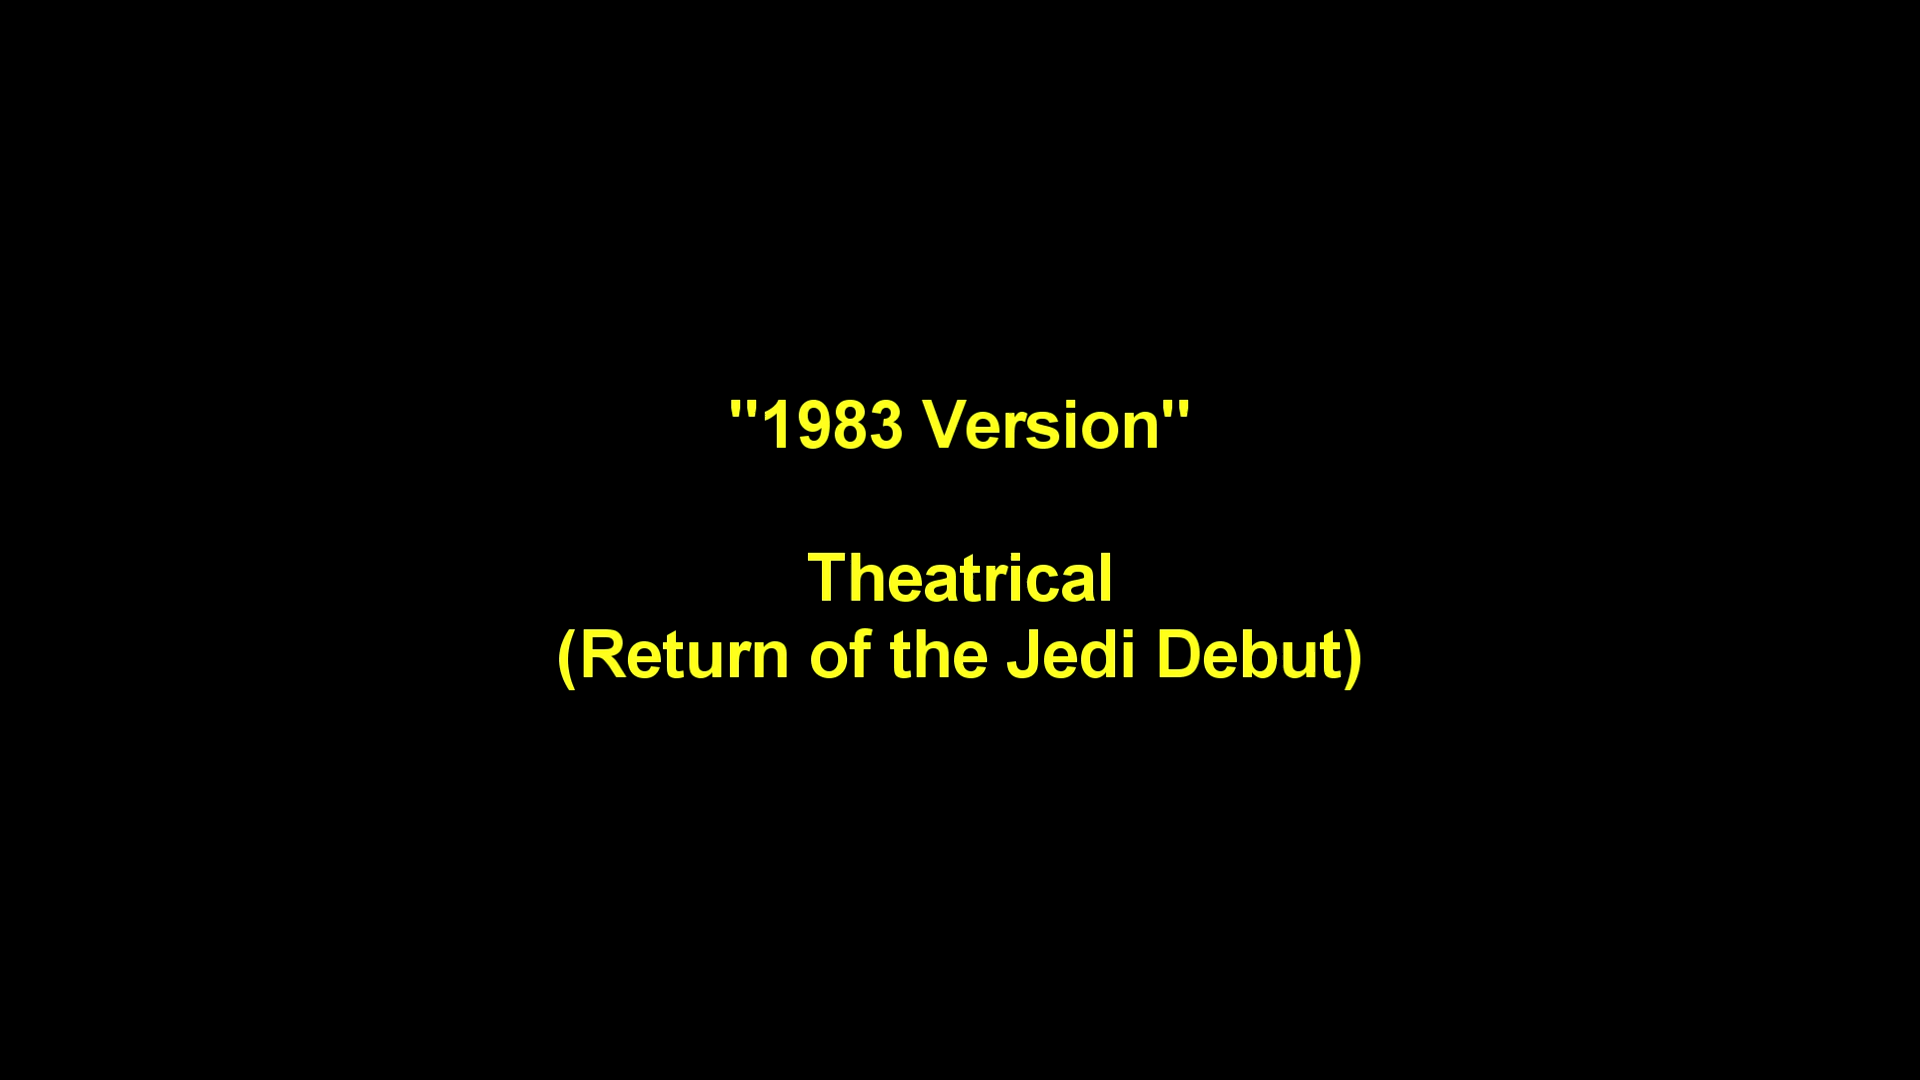 "1983 Version"
Theatrical
(Return of the Jedi Debut)